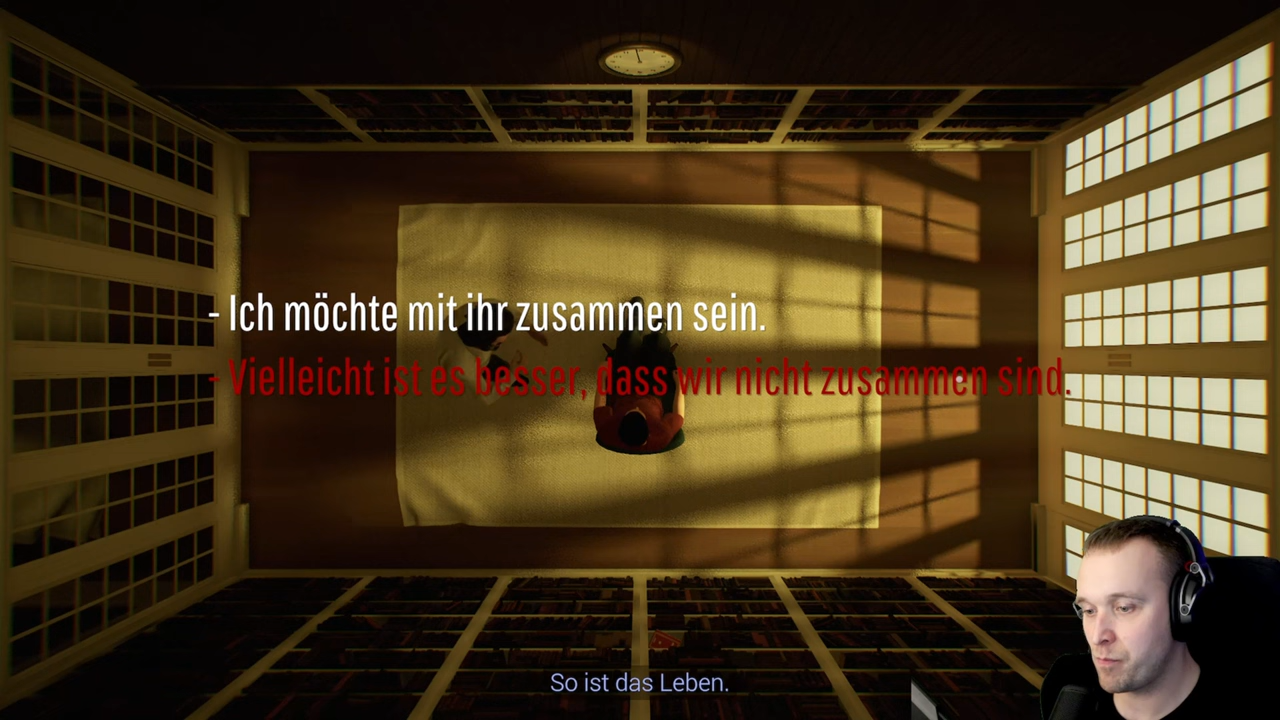 - Ich möchte mit ihr zusammen sein.
- Vielleicht ist es besser, dass wir nicht zusammen sind.
So ist das Leben.